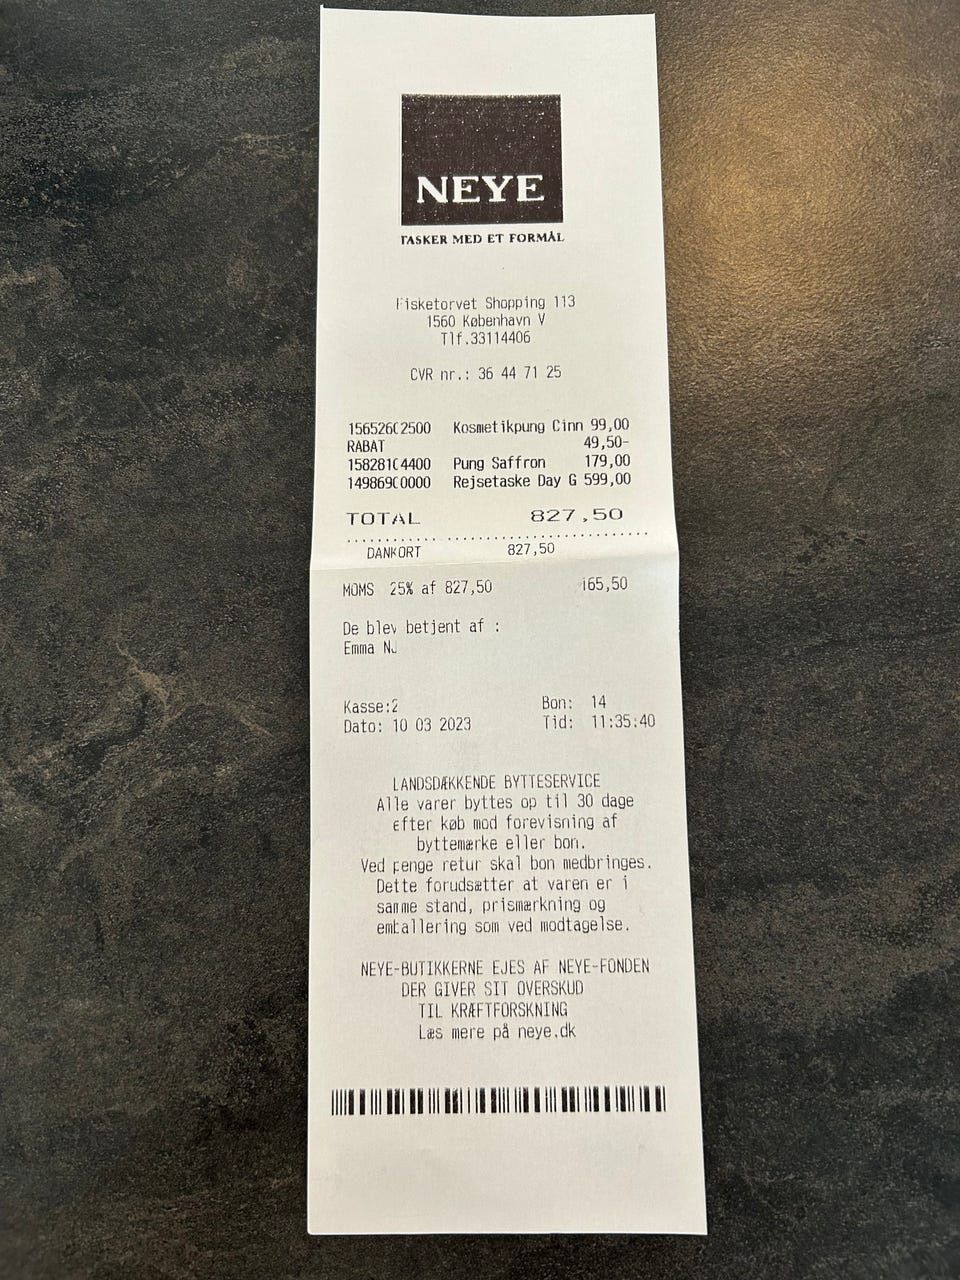 NEYE
TASKER MED ET FORMÅL
Fisketorvet Shopping 113
1560 København V
Tlf.33114406
CVR nr.: 36 44 71 25
15652602500 Kosmetikpung Cinn 99,00
RABAT 49,50-
15828104400 Pung Saffron 179,00
14986900000 Rejsetaske Day G 599,00
TOTAL 827,50
DANKORT 827,50
MOMS 25% af 827,50 165,50
De blev betjent af :
Emma NJ
Kasse:2 Bon: 14
Dato: 10 03 2023 Tid: 11:35:40
LANDSDÆKKENDE BYTTESERVICE
Alle varer byttes op til 30 dage
efter køb mod forevisning af
byttemærke eller bon.
Ved penge retur skal bon medbringes.
Dette forudsætter at varen er i
samme stand, prismærkning og
emballering som ved modtagelse.
NEYE-BUTIKKERNE EJES AF NEYE-FONDEN
DER GIVER SIT OVERSKUD
TIL KRÆFTFORSKNING
Læs mere på neye.dk